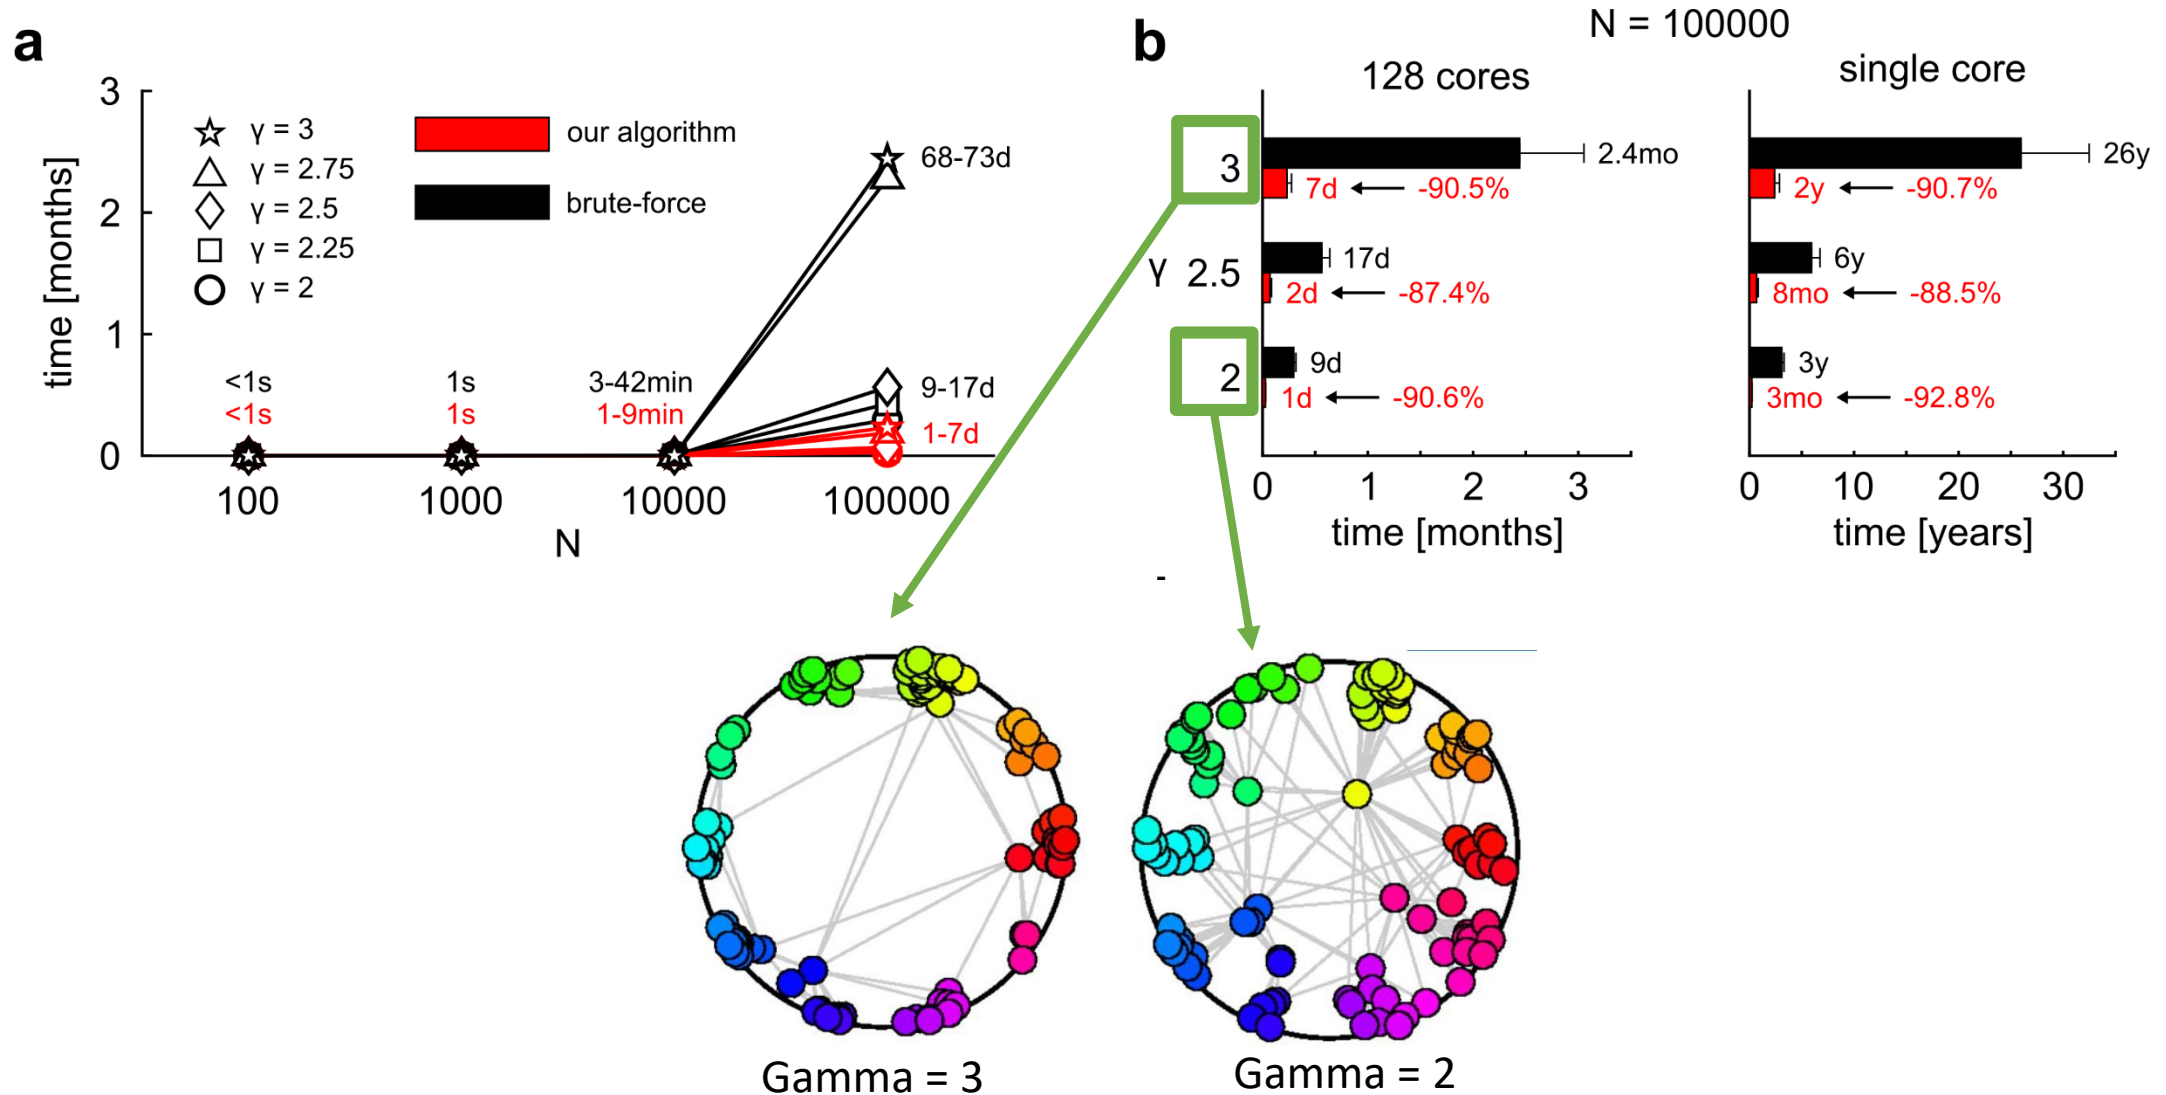 a
3
2
1
0
time [months]
γ = 3
γ = 2.75
γ = 2.5
γ = 2.25
γ = 2
our algorithm
brute-force
68-73d
9-17d
1-7d
<1s
<1s
1s
1s
3-42min
1-9min
100
1000
10000
100000
N
b
N = 100000
128 cores
single core
γ
3
2.4mo
7d
-90.5%
26y
2y
-90.7%
2.5
17d
2d
-87.4%
6y
8mo
-88.5%
2
9d
1d
-90.6%
3y
3mo
-92.8%
0 1 2 3
time [months]
0 10 20 30
time [years]
-
Gamma = 3
Gamma = 2